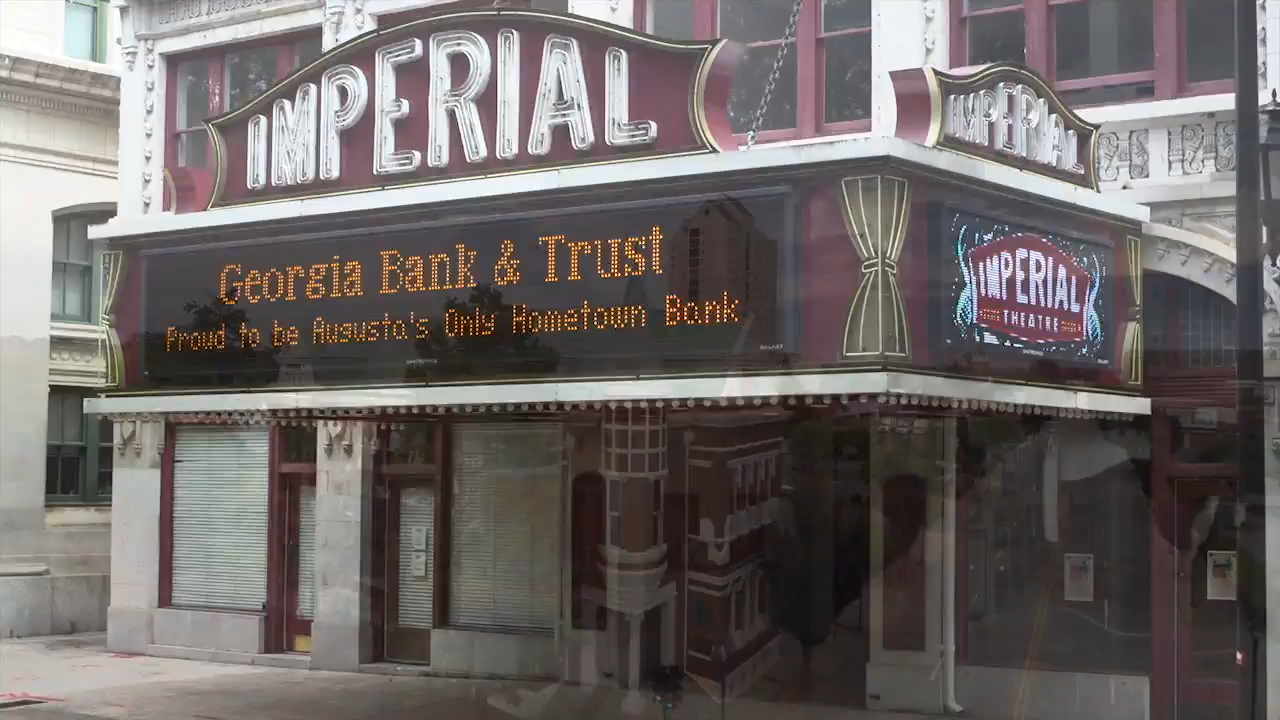 IMPERIAL
IMPERIAL
Georgia Bank & Trust
Proud to be Augusta's Only Hometown Bank
IMPERIAL
THEATRE